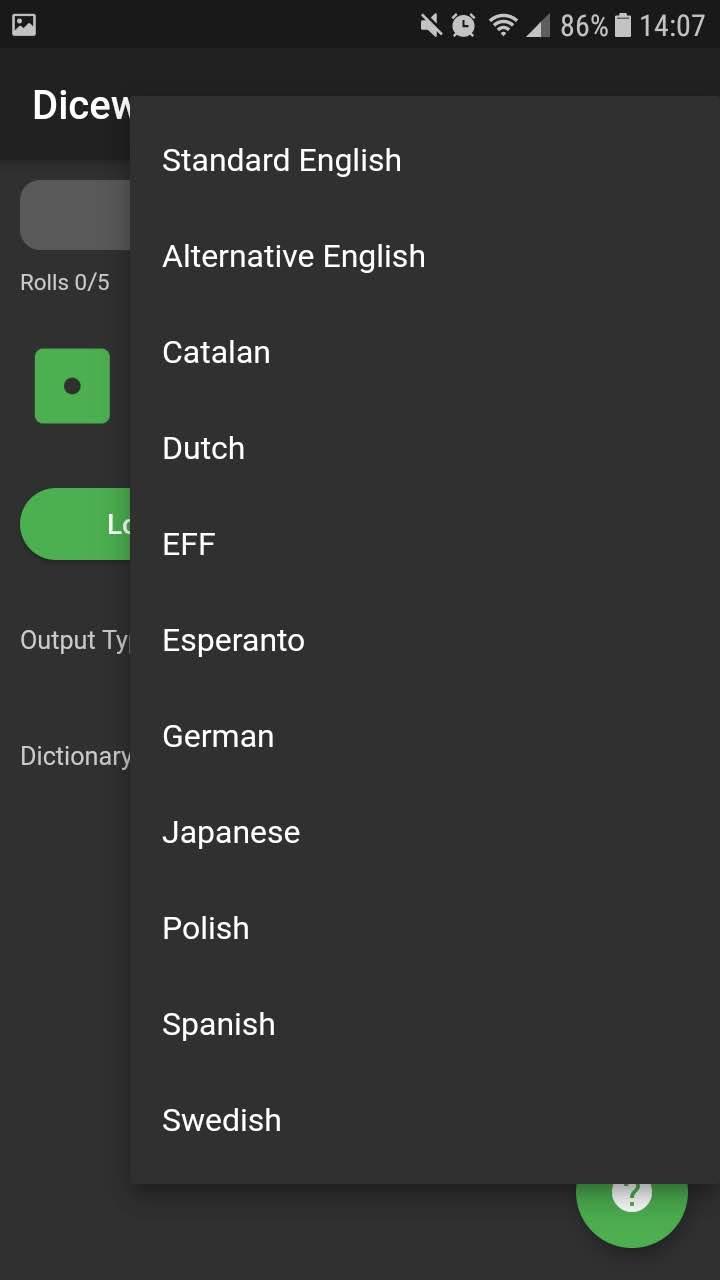 86% 14:07
Dicew
Standard English
Alternative English
Rolls 0/5
Catalan
Dutch
Lo
EFF
Output Typ
Esperanto
German
Dictionary
Japanese
Polish
Spanish
Swedish
?